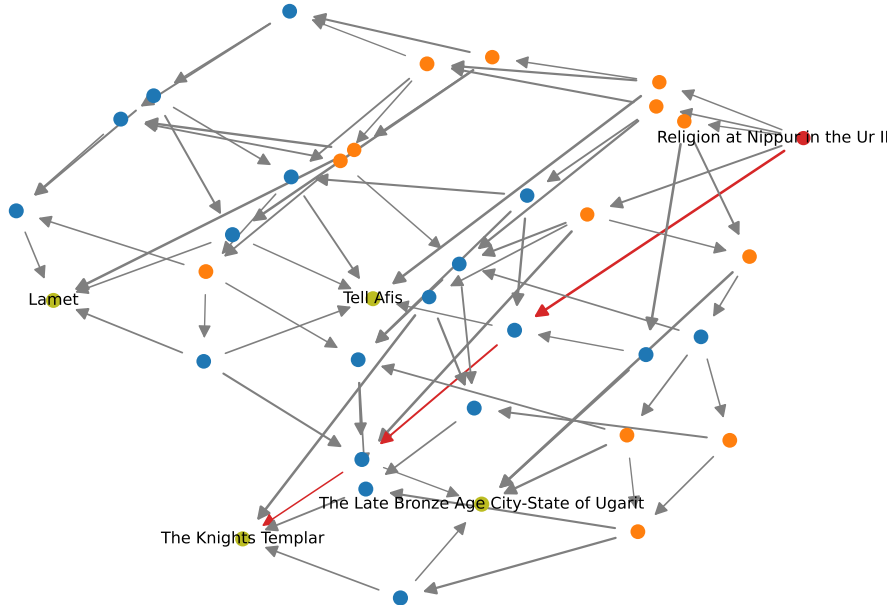 Religion at Nippur in the Ur II
Lamet
Tell Afis
The Late Bronze Age City-State of Ugarit
The Knights Templar